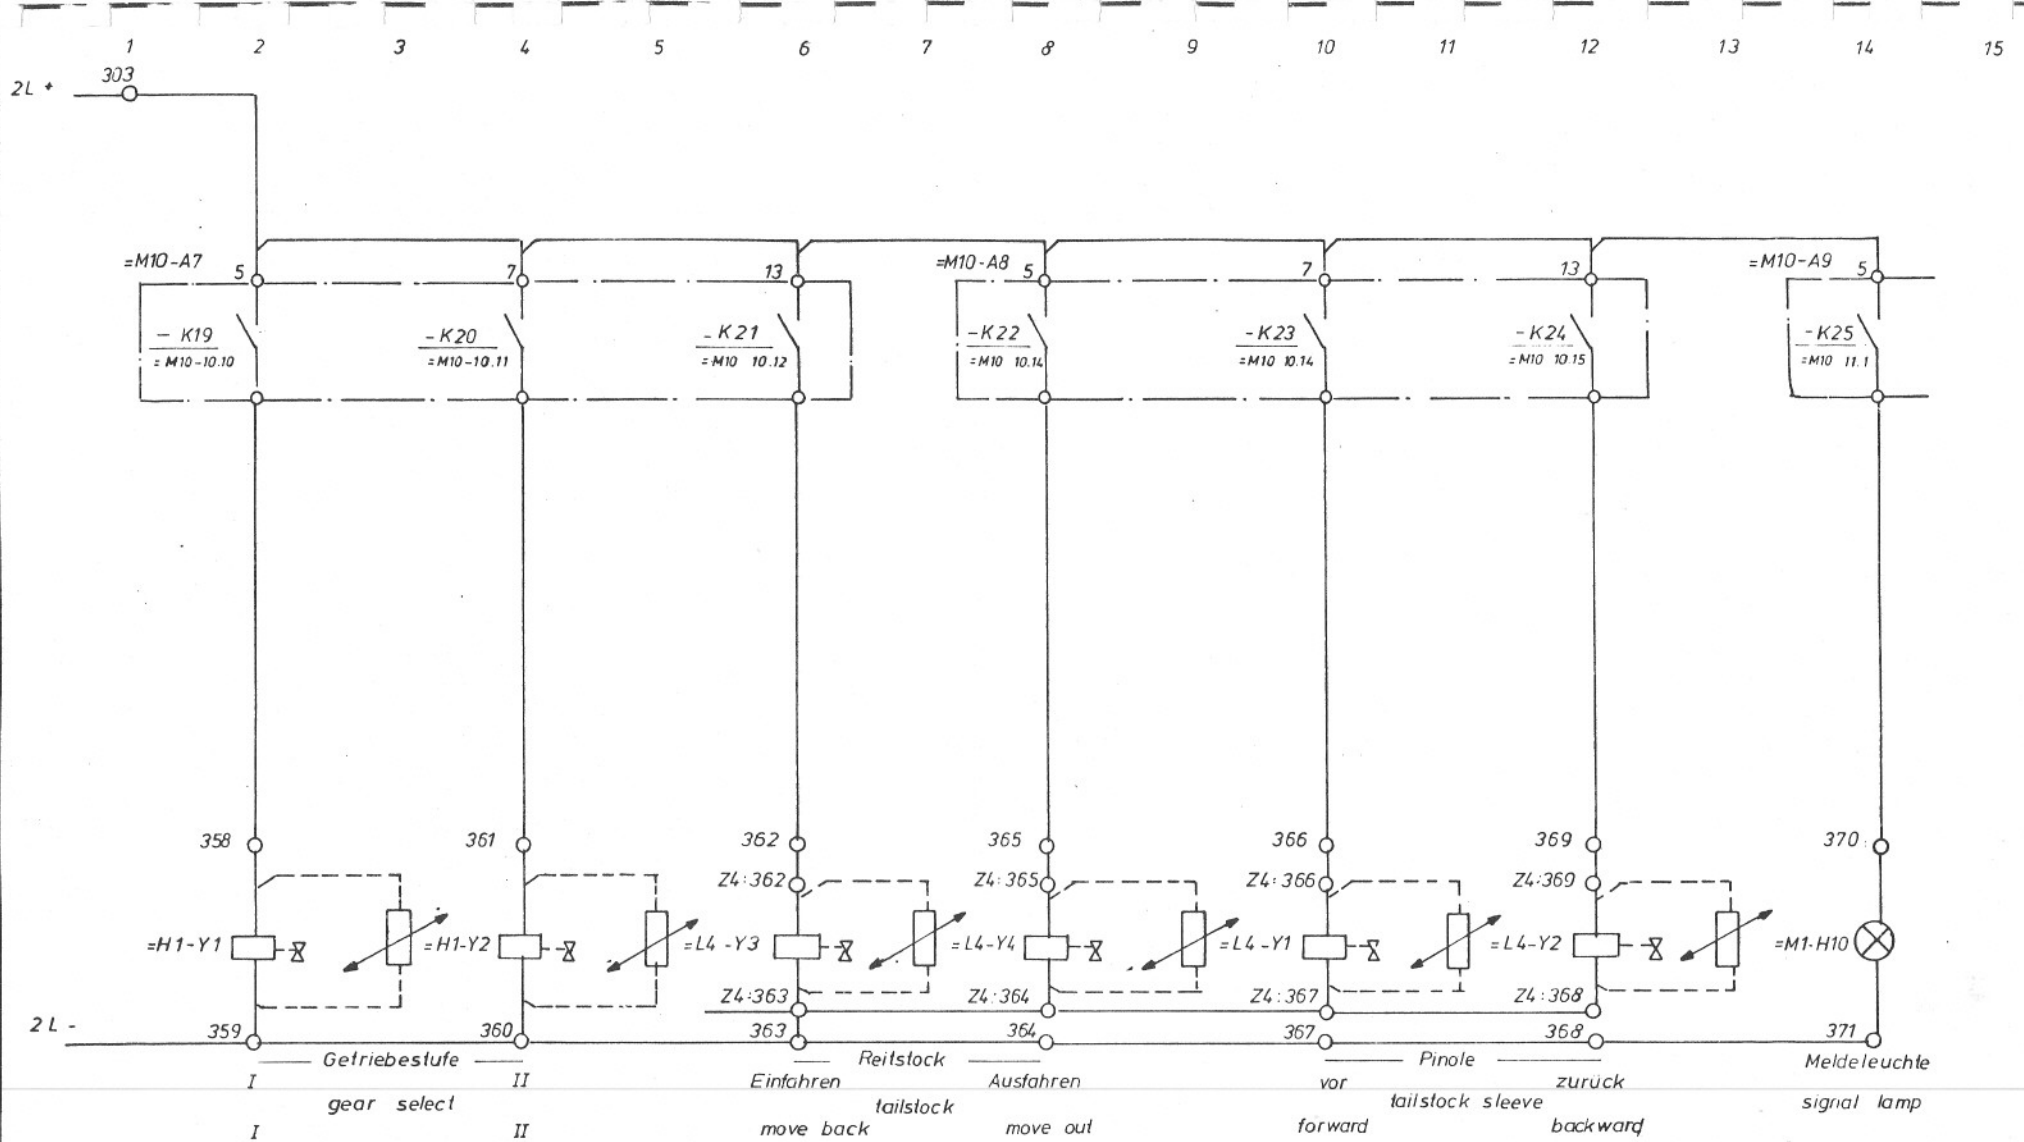 1 2 3 4 5 6 7 8 9 10 11 12 13 14 15
303
2L +
=M10-A7 5 7 13 =M10-A8 5 7 13 =M10-A9 5
- K19 - K20 - K21 - K22 - K23 - K24 - K25
= M10-10.10 = M10-10.11 = M10 10.12 = M10 10.14 = M10 10.14 = M10 10.15 = M10 11.1
358 361 362 365 366 369 370
Z4:362 Z4:365 Z4:366 Z4:369
=H1-Y1 =H1-Y2 =L4-Y3 =L4-Y4 =L4-Y1 =L4-Y2 =M1-H10
Z4:363 Z4:364 Z4:367 Z4:368
2L - 359 360 363 364 367 368 371
Getriebestufe Reitstock Pinole Meldeleuchte
I II Einfahren Ausfahren vor zurück
gear select tailstock tailstock sleeve signal lamp
I II move back move out forward backward